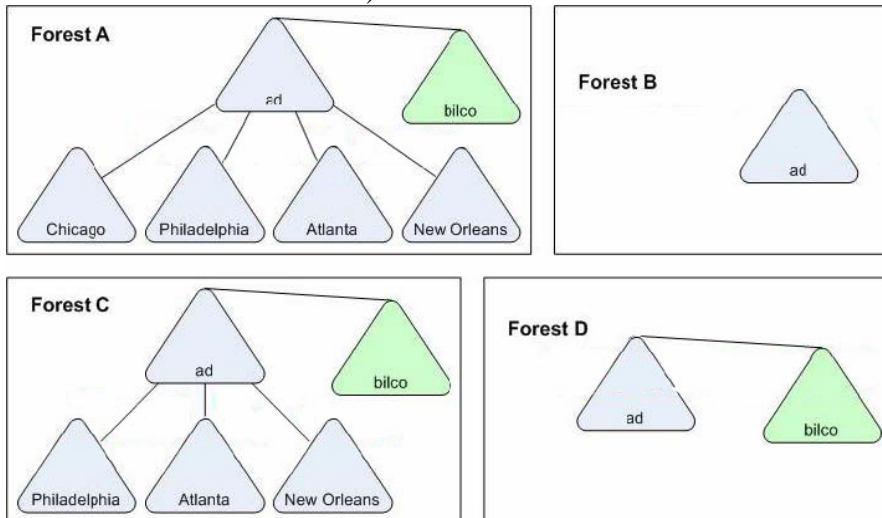 Forest A
ad
bilco
Chicago
Philadelphia
Atlanta
New Orleans
Forest B
ad
Forest C
ad
bilco
Philadelphia
Atlanta
New Orleans
Forest D
ad
bilco